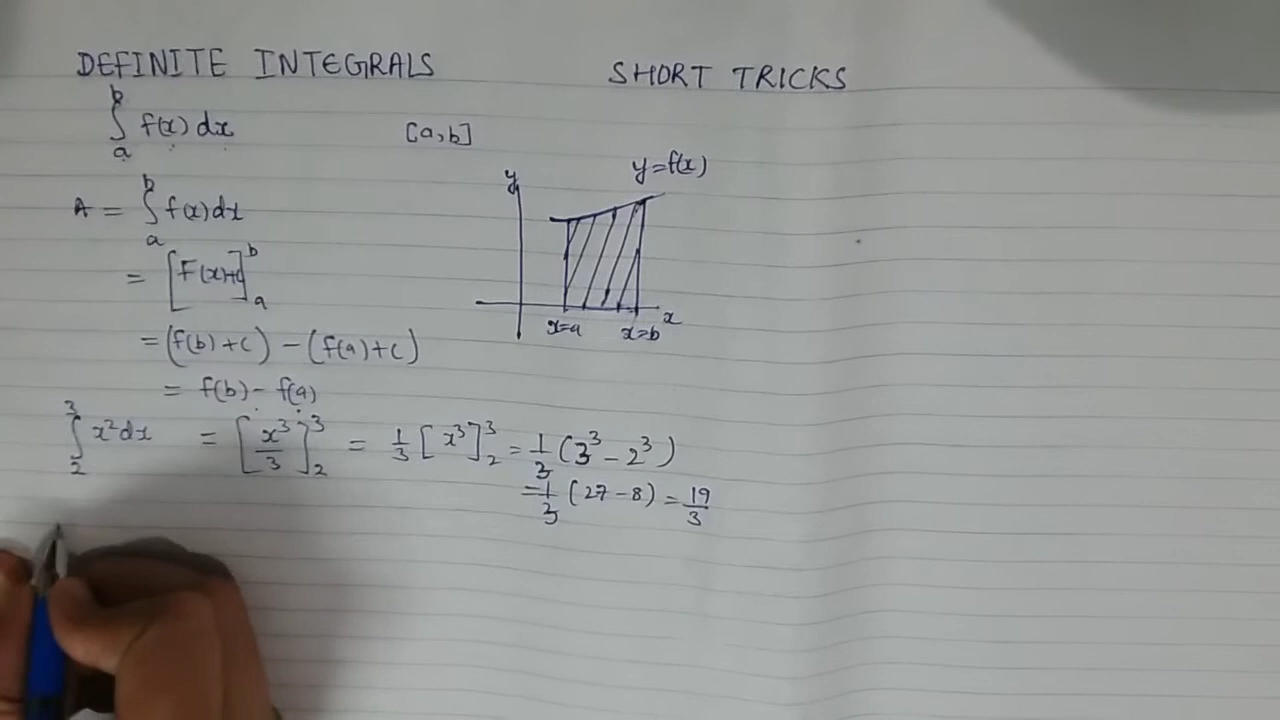 DEFINITE INTEGRALS
SHORT TRICKS
∫ₐᵇ f(x) dx
[a,b]
y=f(x)
y
A = ∫ₐᵇ f(x)dx
= [F(x)+c]ₐᵇ
x
x=a
x=b
= (f(b)+c) - (f(a)+c)
= f(b) - f(a)
∫₂³ x²dx = [x³/3]₂³ = 1/3 [x³]₂³ = 1/3 (3³ - 2³)
= 1/3 (27 - 8) = 19/3